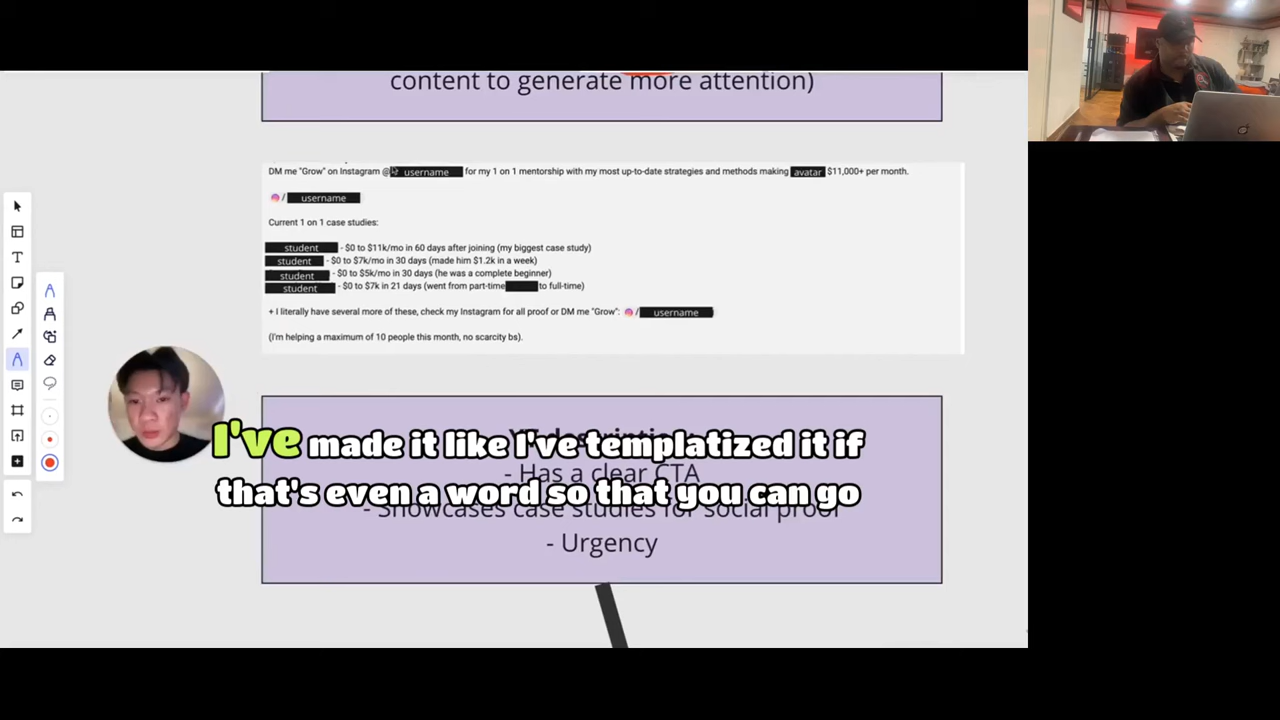 content to generate more attention)
DM me "Grow" on Instagram @ username for my 1 on 1 mentorship with my most up-to-date strategies and methods making avatar $11,000+ per month.
/ username
Current 1 on 1 case studies:
student - $0 to $11k/mo in 60 days after joining (my biggest case study)
student - $0 to $7k/mo in 30 days (made him $1.2k in a week)
student - $0 to $5k/mo in 30 days (he was a complete beginner)
student - $0 to $7k in 21 days (went from part-time to full-time)
+ I literally have several more of these, check my Instagram for all proof or DM me "Grow": / username
(I'm helping a maximum of 10 people this month, no scarcity bs).
I've made it like I've templatized it if
that's even a word so that you can go
- Has a clear CTA
- Showcases case studies for social proof
- Urgency